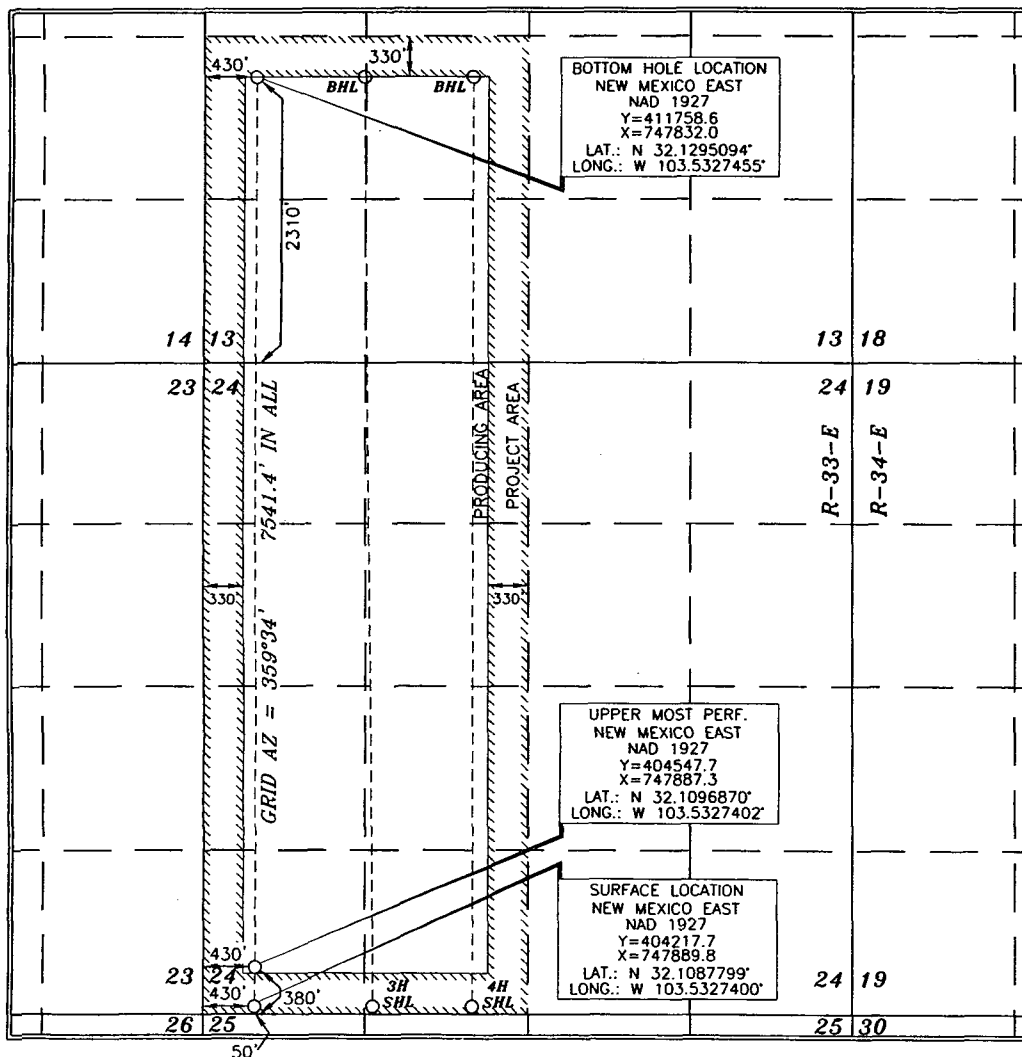 430'
330'
BHL
BHL
BOTTOM HOLE LOCATION
NEW MEXICO EAST
NAD 1927
Y=411758.6
X=747832.0
LAT.: N 32.1295094°
LONG.: W 103.5327455°
2310'
14 13
13 18
23 24
24 19
7541.4' IN ALL
PRODUCING AREA
PROJECT AREA
R-33-E
R-34-E
330'
330'
GRID AZ = 359°34'
UPPER MOST PERF.
NEW MEXICO EAST
NAD 1927
Y=404547.7
X=747887.3
LAT.: N 32.1096870°
LONG.: W 103.5327402°
SURFACE LOCATION
NEW MEXICO EAST
NAD 1927
Y=404217.7
X=747889.8
LAT.: N 32.1087799°
LONG.: W 103.5327400°
430'
23 24
24 19
430'
380'
3H
SHL
4H
SHL
26 25
25 30
50'